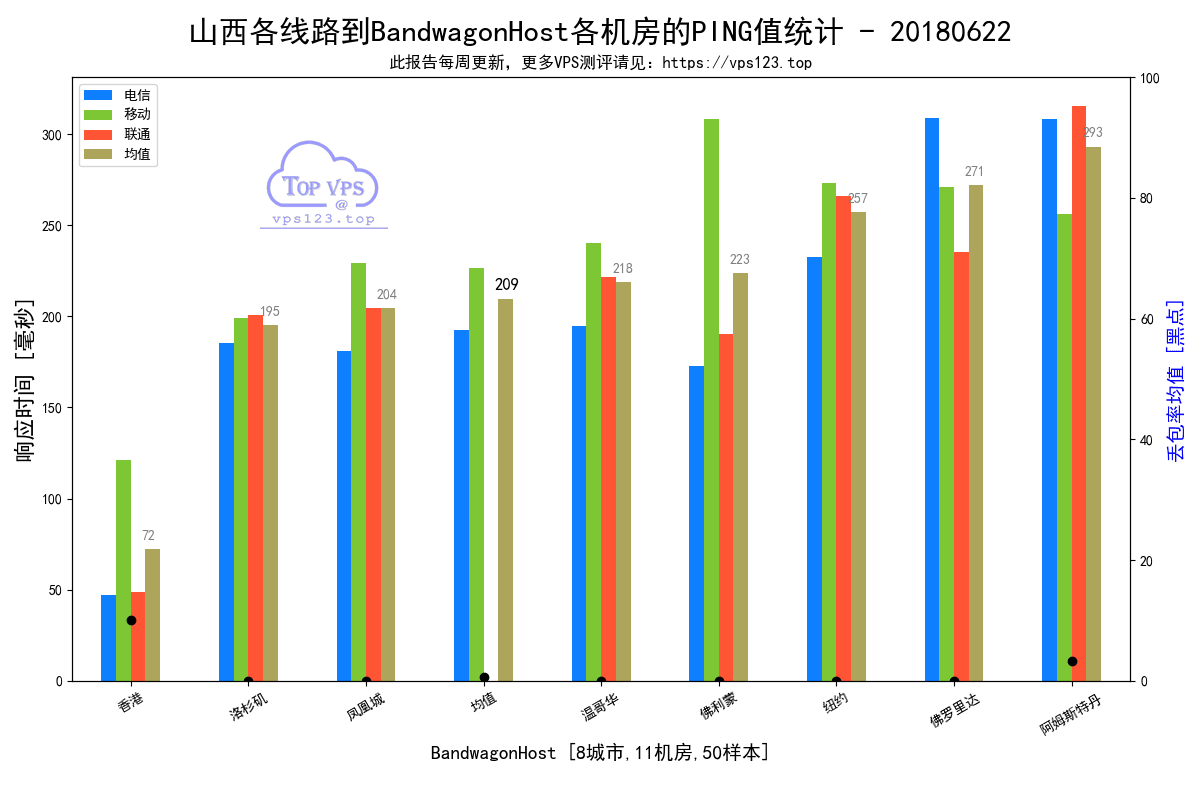 山西各线路到BandwagonHost各机房的PING值统计 - 20180622
此报告每周更新，更多VPS测评请见：https://vps123.top
电信
移动
联通
均值
TOP VPS
@
vps123.top
响应时间 [毫秒]
300
250
200
150
100
50
0
100
80
60
40
20
0
丢包率均值 [黑点]
72
195
204
209
218
223
257
271
293
香港
洛杉矶
凤凰城
均值
温哥华
佛利蒙
纽约
佛罗里达
阿姆斯特丹
BandwagonHost [8城市,11机房,50样本]